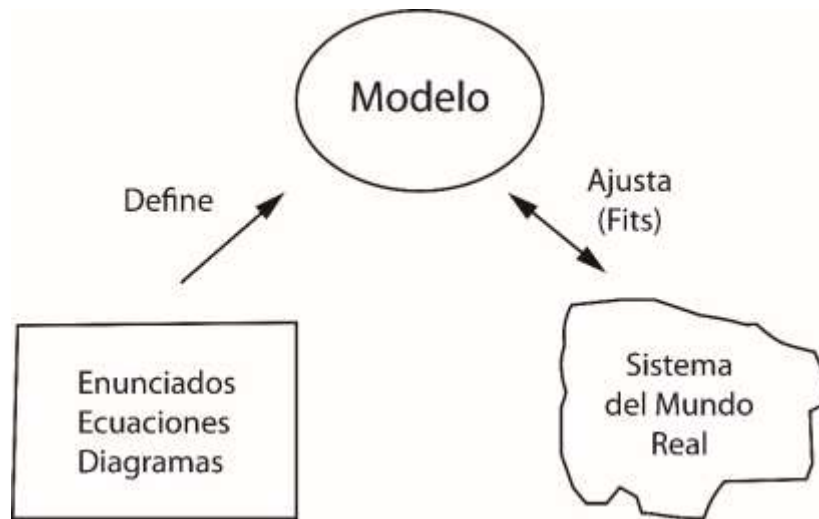 Modelo
Define
Ajusta
(Fits)
Enunciados
Ecuaciones
Diagramas
Sistema
del Mundo
Real